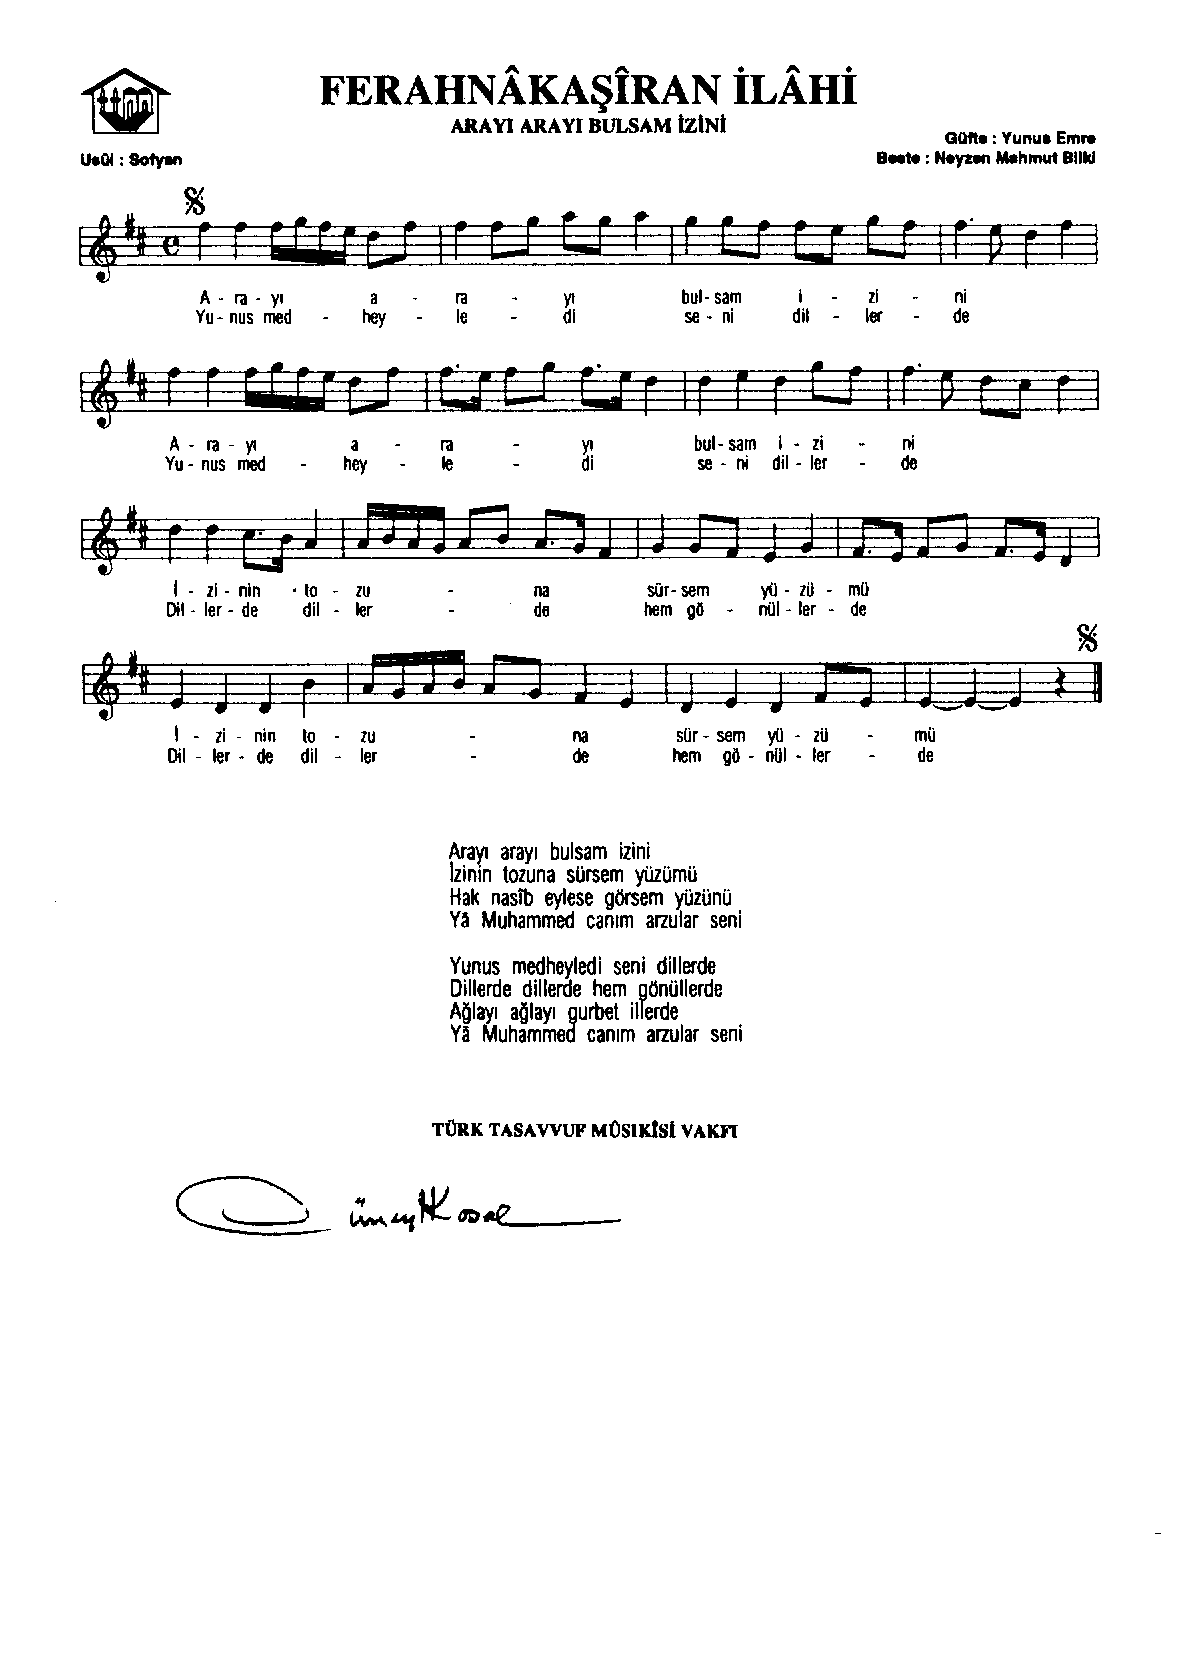 FERAHNÂKAŞÎRAN İLÂHİ
ARAYI ARAYI BULSAM İZİNİ
Güfte : Yunus Emre
Usûl : Sofyan
Beste : Neyzen Mahmut Bilki
A - ra - yı a - ra - yı bul - sam i - zi - ni
Yu - nus med - hey - le - di se - ni dil - ler - de
A - ra - yı a - ra - yı bul - sam i - zi - ni
Yu - nus med - hey - le - di se - ni dil - ler - de
İ - zi - nin to - zu - na sür - sem yü - zü - mü
Dil - ler - de dil - ler - de hem gö - nül - ler - de
İ - zi - nin to - zu - na sür - sem yü - zü - mü
Dil - ler - de dil - ler - de hem gö - nül - ler - de
Arayı arayı bulsam izini
İzinin tozuna sürsem yüzümü
Hak nasîb eylese görsem yüzünü
Yâ Muhammed canım arzular seni
Yunus medheyledi seni dillerde
Dillerde dillerde hem gönüllerde
Ağlayı ağlayı gurbet illerde
Yâ Muhammed canım arzular seni
TÜRK TASAVVUF MÛSIKÎSİ VAKFI
Cüneyt Kosal